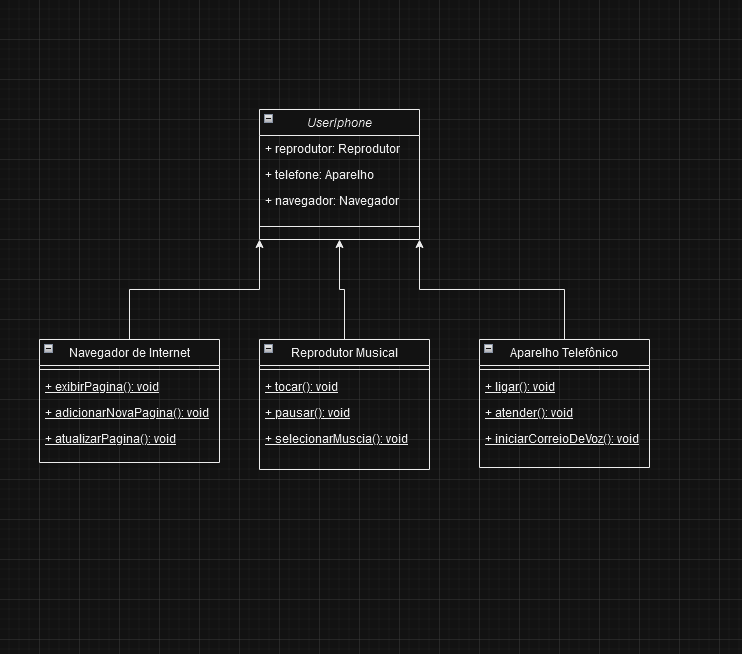 UserIphone
+ reprodutor: Reprodutor
+ telefone: Aparelho
+ navegador: Navegador
Navegador de Internet
+ exibirPagina(): void
+ adicionarNovaPagina(): void
+ atualizarPagina(): void
Reprodutor Musical
+ tocar(): void
+ pausar(): void
+ selecionarMuscia(): void
Aparelho Telefônico
+ ligar(): void
+ atender(): void
+ iniciarCorreioDeVoz(): void